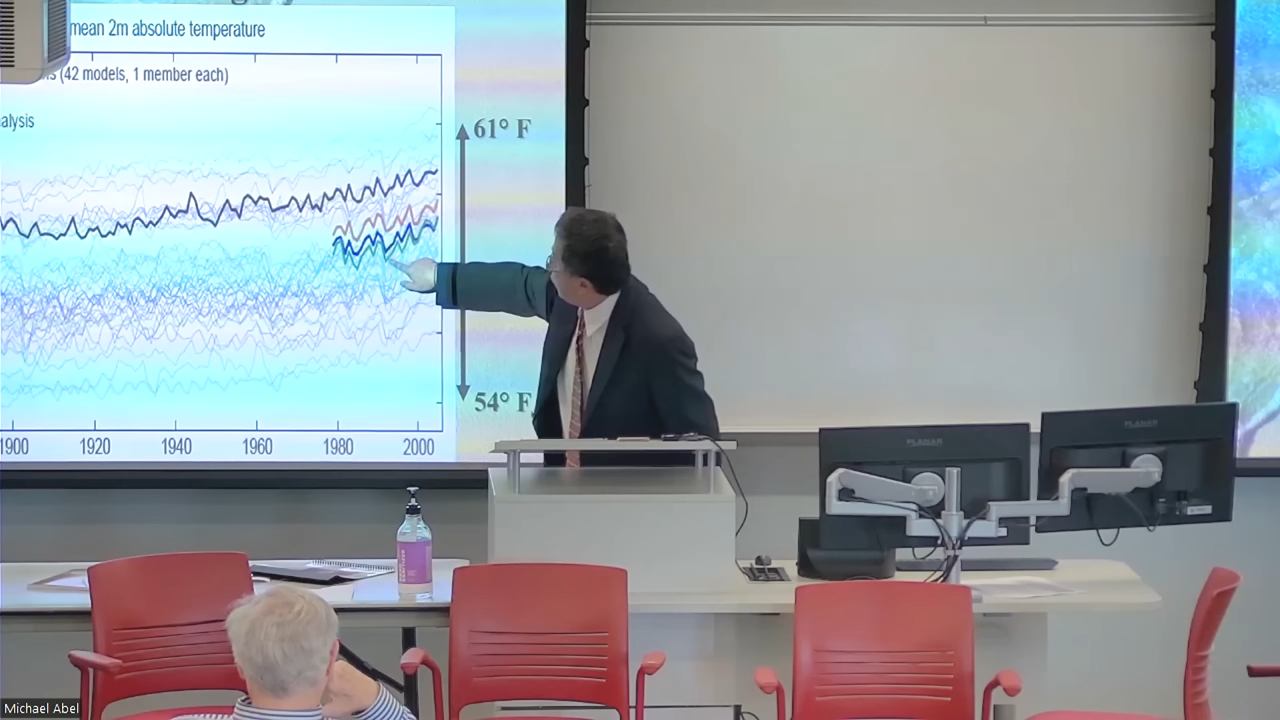 mean 2m absolute temperature
(42 models, 1 member each)
alysis
61° F
54° F
1900 1920 1940 1960 1980 2000
PLANAR
PLANAR
Michael Abel